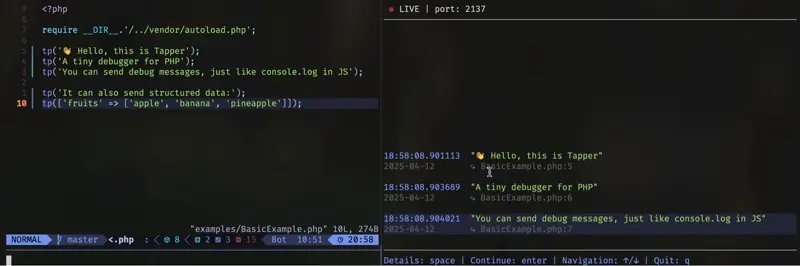 9 <?php
8
7 require __DIR__.'/../vendor/autoload.php';
6
5 tp('👋 Hello, this is Tapper');
4 tp('A tiny debugger for PHP');
3 tp('You can send debug messages, just like console.log in JS');
2
1 tp('It can also send structured data:');
10 tp(['fruits' => ['apple', 'banana', 'pineapple']]);
"examples/BasicExample.php" 10L, 274B
NORMAL master <.php : < 8 2 3 15 Bot 10:51 20:58
LIVE | port: 2137
18:58:08.901113 "👋 Hello, this is Tapper"
2025-04-12 ↪ BasicExample.php:5
18:58:08.903689 "A tiny debugger for PHP"
2025-04-12 ↪ BasicExample.php:6
18:58:08.904021 "You can send debug messages, just like console.log in JS"
2025-04-12 ↪ BasicExample.php:7
Details: space | Continue: enter | Navigation: ↑/↓ | Quit: q